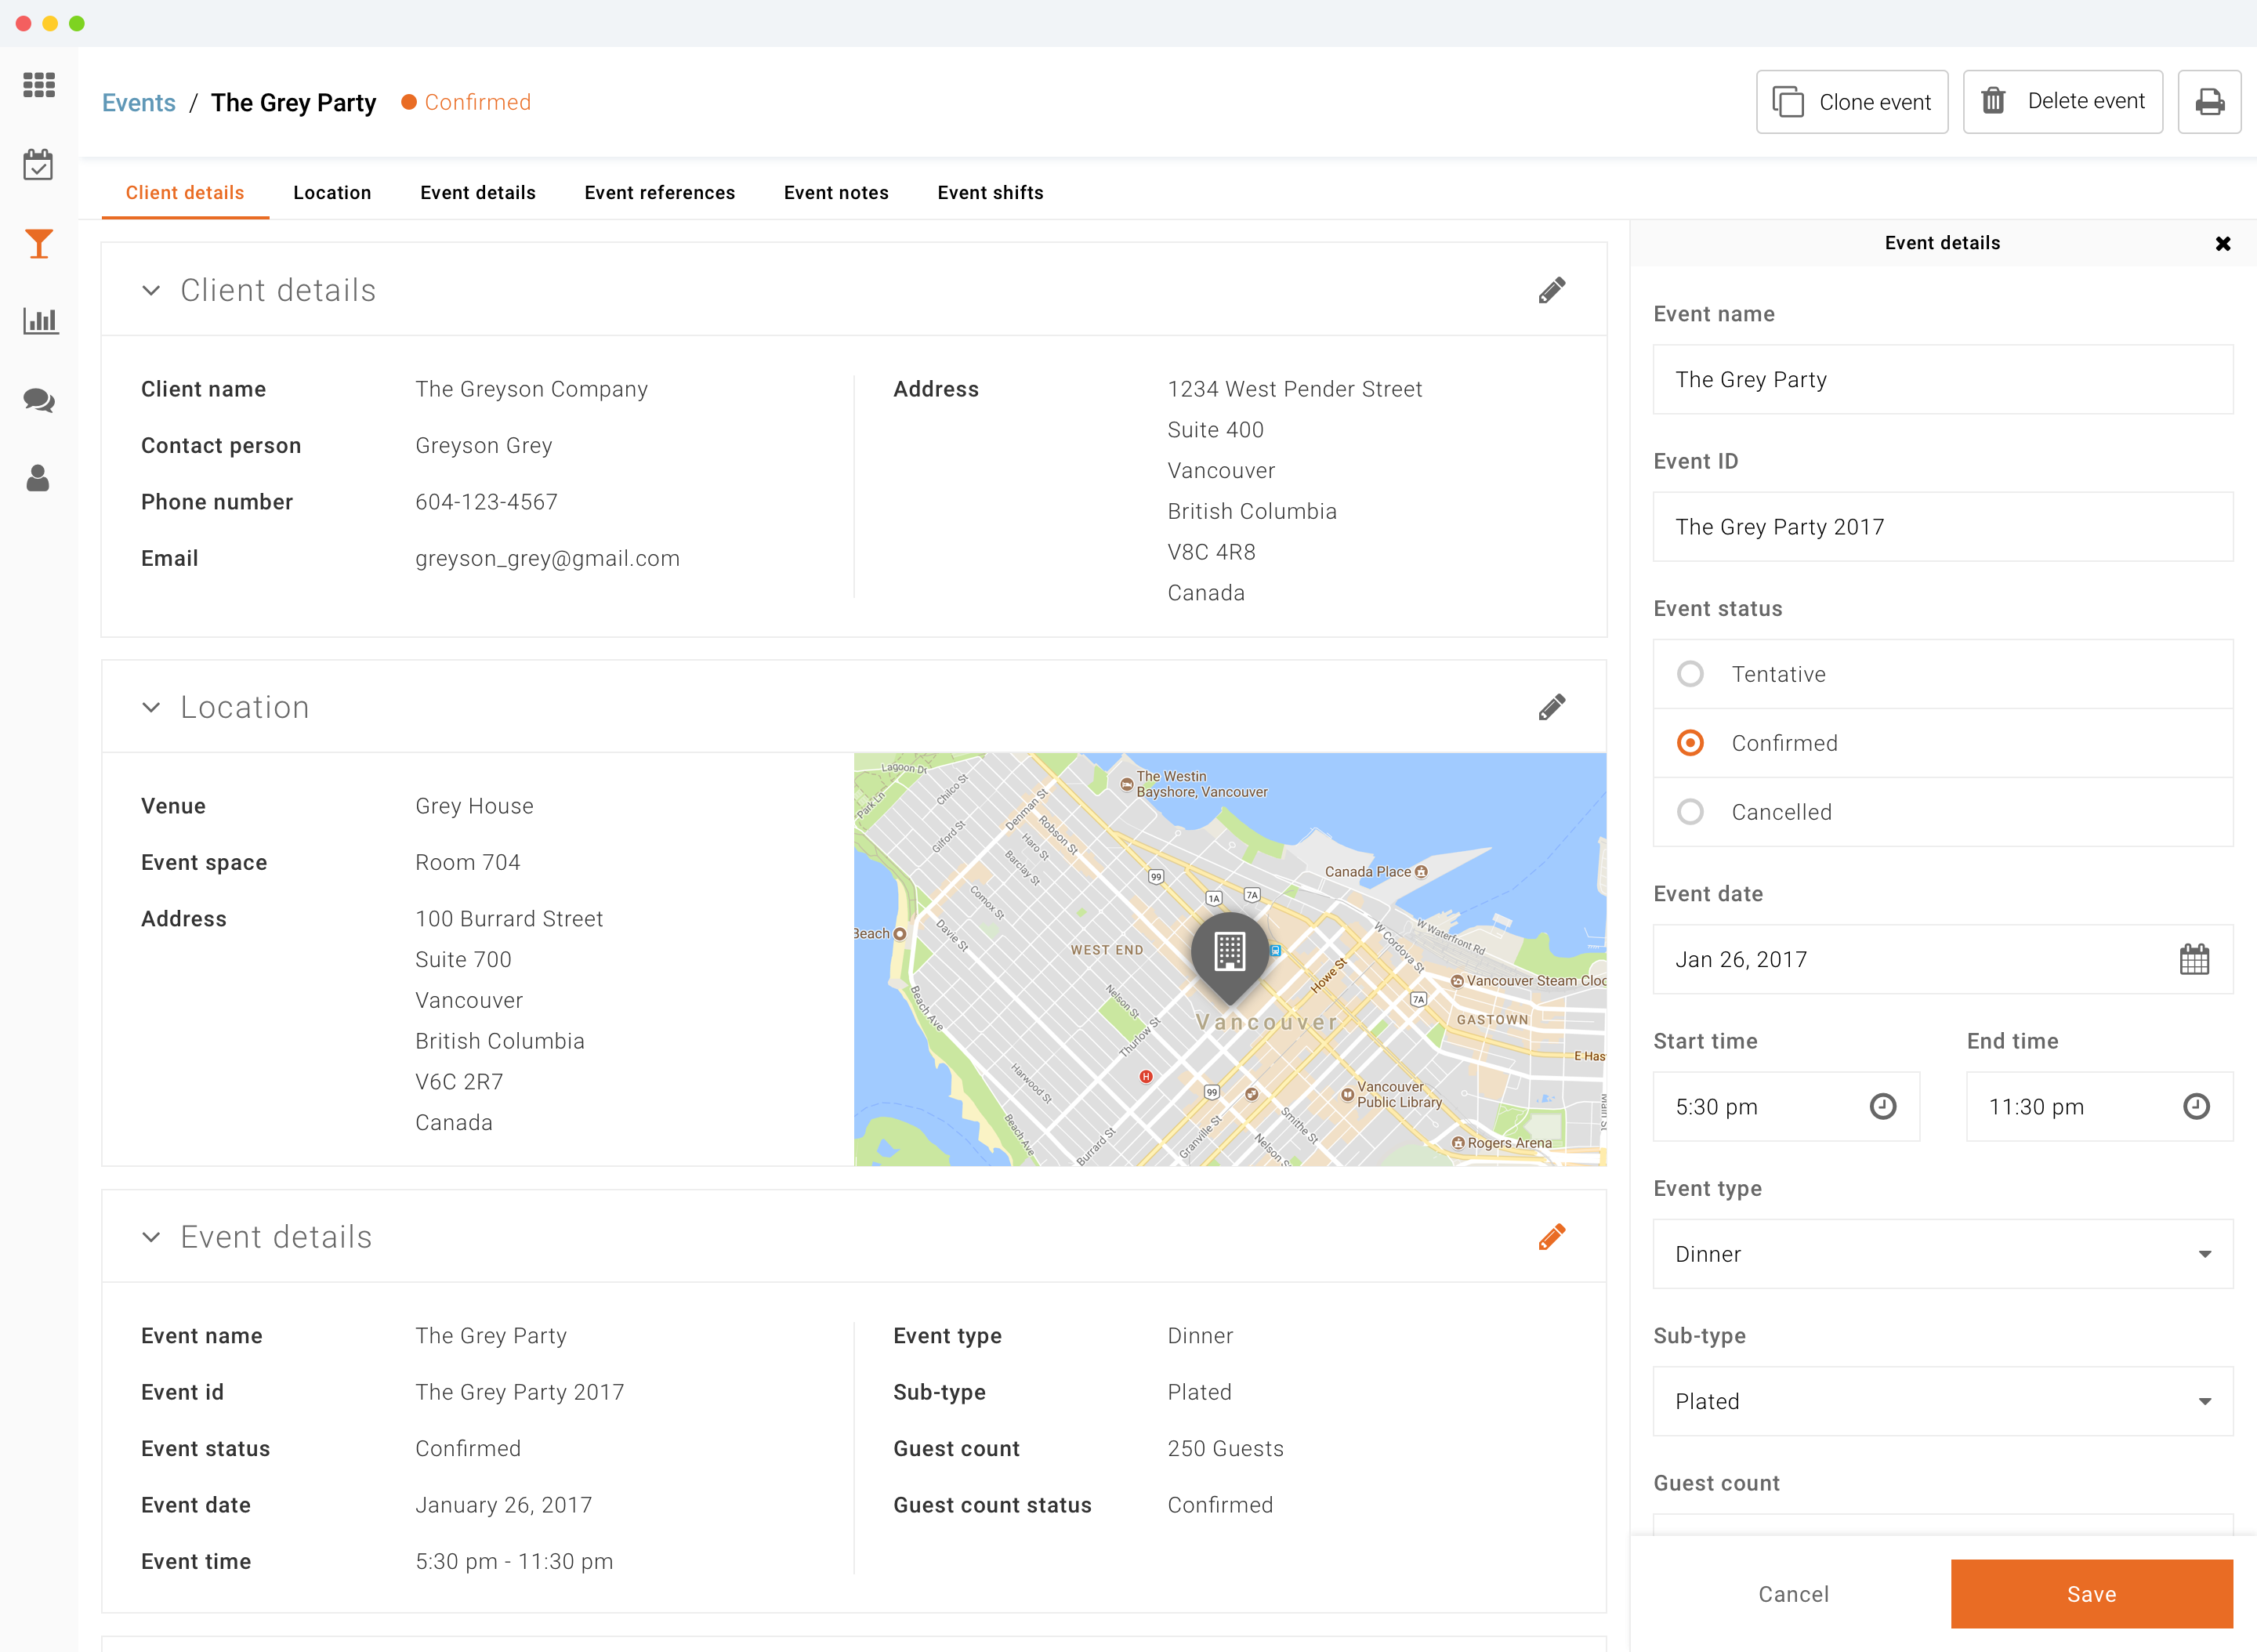 Events / The Grey Party Confirmed
Clone event
Delete event
Client details Location Event details Event references Event notes Event shifts
Client details
Client name The Greyson Company
Contact person Greyson Grey
Phone number 604-123-4567
Email greyson_grey@gmail.com
Address 1234 West Pender Street
Suite 400
Vancouver
British Columbia
V8C 4R8
Canada
Location
Venue Grey House
Event space Room 704
Address 100 Burrard Street
Suite 700
Vancouver
British Columbia
V6C 2R7
Canada
Lagoon Dr
Park Ln
Chilco St
Gilford St
Denman St
Robson St
Haro St
Barclay St
Comox St
Davie St
The Westin
Bayshore, Vancouver
Canada Place
99
1A
7A
Beach
WEST END
W Waterfront Rd
W Cordova St
Howe St
Vancouver Steam Cloc
7A
GASTOWN
Vancouver
Beach Ave
Nelson St
Thurlow St
E Has
H
Harwood St
99
Vancouver
Public Library
Main St
Beach Ave
Burrard St
Granville St
Smithe St
Nelson S
Rogers Arena
Event details
Event name The Grey Party
Event id The Grey Party 2017
Event status Confirmed
Event date January 26, 2017
Event time 5:30 pm - 11:30 pm
Event type Dinner
Sub-type Plated
Guest count 250 Guests
Guest count status Confirmed
Event details
Event name
The Grey Party
Event ID
The Grey Party 2017
Event status
Tentative
Confirmed
Cancelled
Event date
Jan 26, 2017
Start time End time
5:30 pm 11:30 pm
Event type
Dinner
Sub-type
Plated
Guest count
Cancel Save